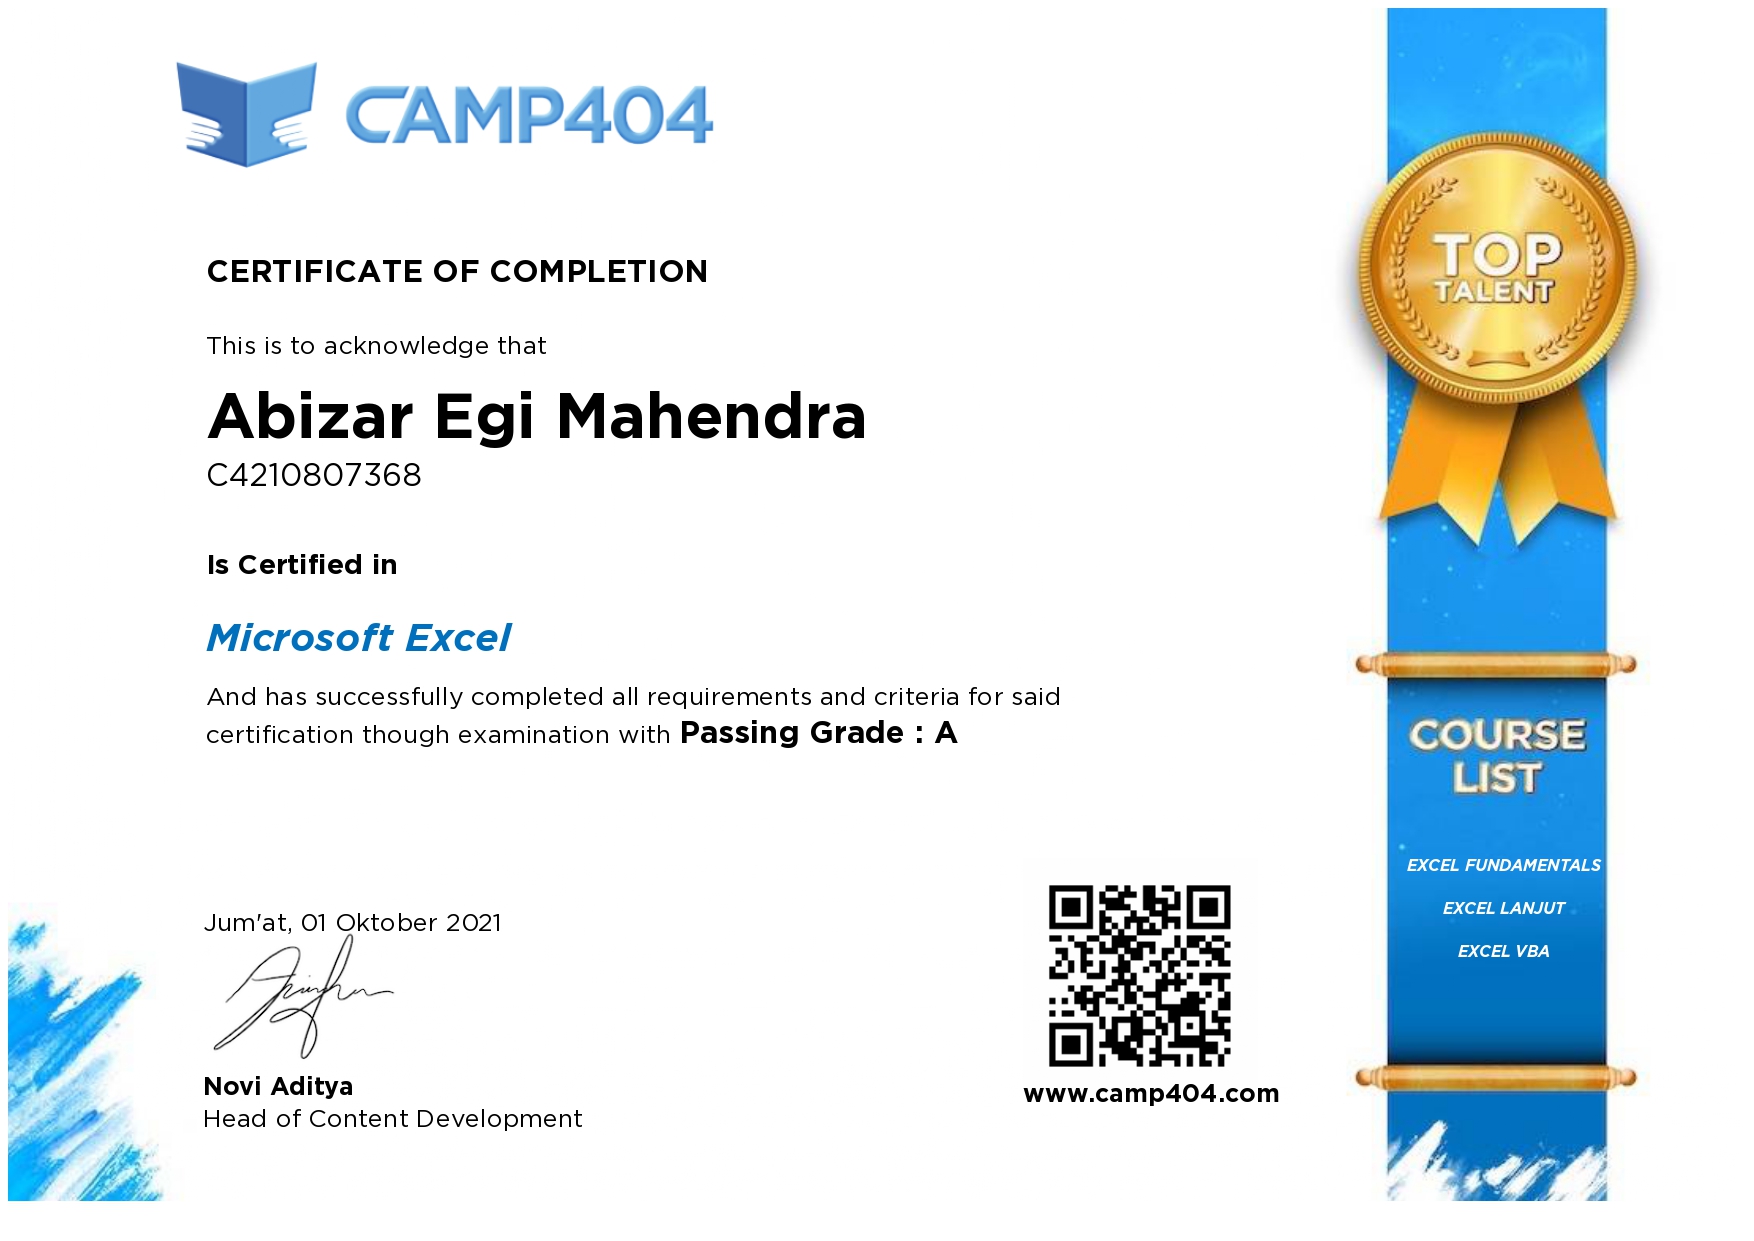 CAMP404
CERTIFICATE OF COMPLETION
This is to acknowledge that
Abizar Egi Mahendra
C4210807368
Is Certified in
Microsoft Excel
And has successfully completed all requirements and criteria for said
certification though examination with Passing Grade : A
Jum'at, 01 Oktober 2021
Novi Aditya
Head of Content Development
www.camp404.com
TOP
TALENT
COURSE
LIST
EXCEL FUNDAMENTALS
EXCEL LANJUT
EXCEL VBA